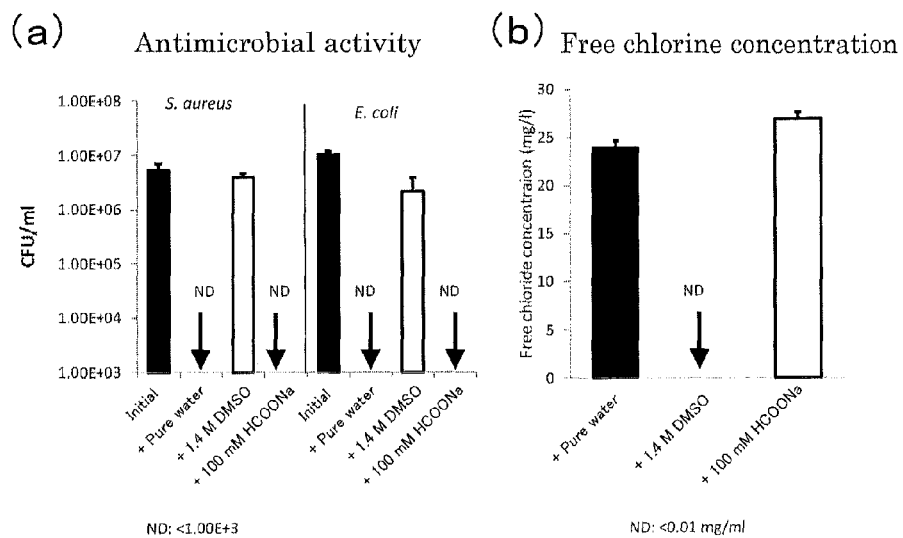 (a) Antimicrobial activity
1.00E+08
1.00E+07
1.00E+06
1.00E+05
1.00E+04
1.00E+03
CFU/ml
S. aureus
E. coli
ND
ND
ND
ND
Initial
+ Pure water
+ 1.4 M DMSO
+ 100 mM HCOONa
Initial
+ Pure water
+ 1.4 M DMSO
+ 100 mM HCOONa
ND: <1.00E+3
(b) Free chlorine concentration
30
25
20
15
10
5
0
Free chloride concentraion (mg/l)
ND
+ Pure water
+ 1.4 M DMSO
+ 100 mM HCOONa
ND: <0.01 mg/ml